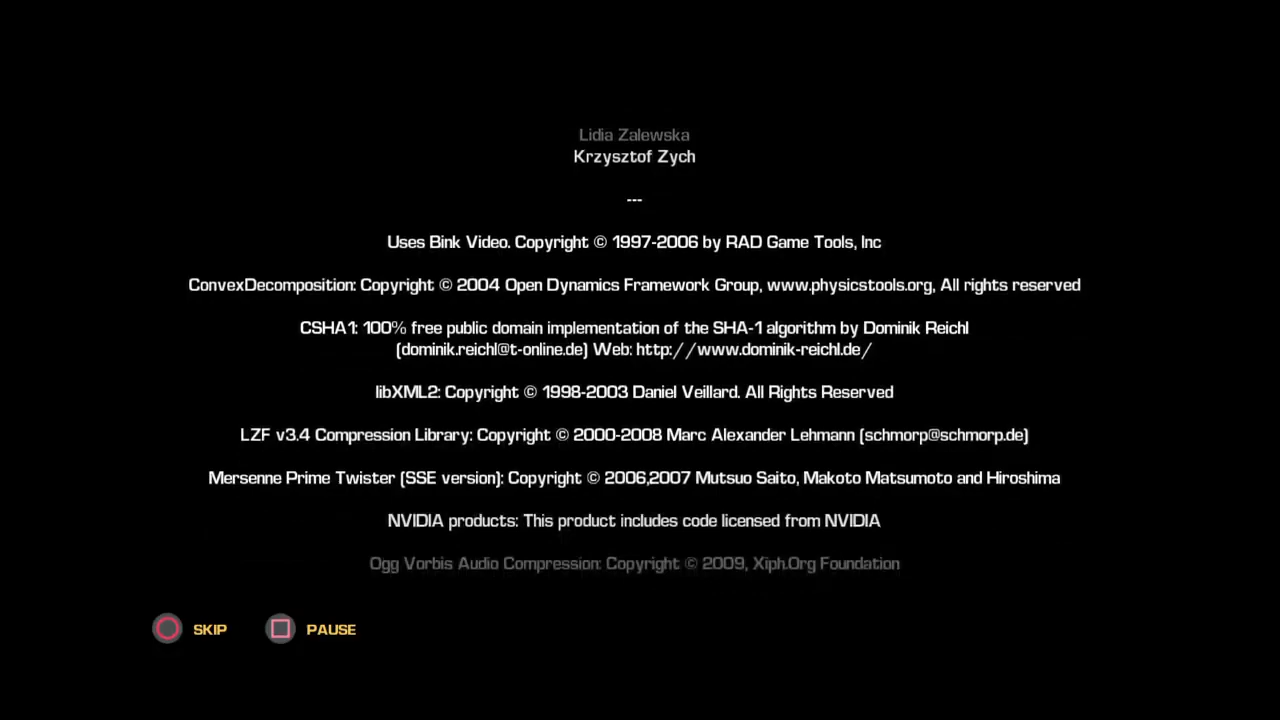 Lidia Zalewska
Krzysztof Zych
---
Uses Bink Video. Copyright © 1997-2006 by RAD Game Tools, Inc
ConvexDecomposition: Copyright © 2004 Open Dynamics Framework Group, www.physicstools.org, All rights reserved
CSHA1: 100% free public domain implementation of the SHA-1 algorithm by Dominik Reichl
(dominik.reichl@t-online.de) Web: http://www.dominik-reichl.de/
libXML2: Copyright © 1998-2003 Daniel Veillard. All Rights Reserved
LZF v3.4 Compression Library: Copyright © 2000-2008 Marc Alexander Lehmann (schmorp@schmorp.de)
Mersenne Prime Twister (SSE version): Copyright © 2006,2007 Mutsuo Saito, Makoto Matsumoto and Hiroshima
NVIDIA products: This product includes code licensed from NVIDIA
Ogg Vorbis Audio Compression: Copyright © 2009, Xiph.Org Foundation
SKIP PAUSE